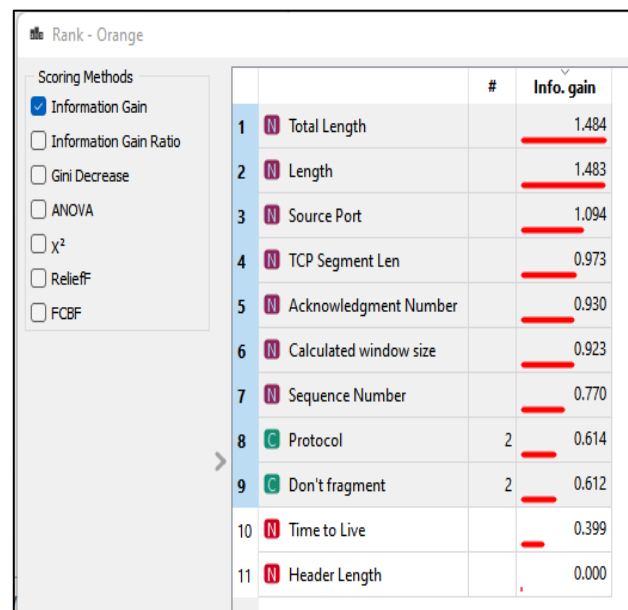 Rank - Orange
Scoring Methods
Information Gain
Information Gain Ratio
Gini Decrease
ANOVA
χ²
ReliefF
FCBF
# Info. gain
1 N Total Length 1.484
2 N Length 1.483
3 N Source Port 1.094
4 N TCP Segment Len 0.973
5 N Acknowledgment Number 0.930
6 N Calculated window size 0.923
7 N Sequence Number 0.770
8 C Protocol 2 0.614
9 C Don't fragment 2 0.612
10 N Time to Live 0.399
11 N Header Length 0.000